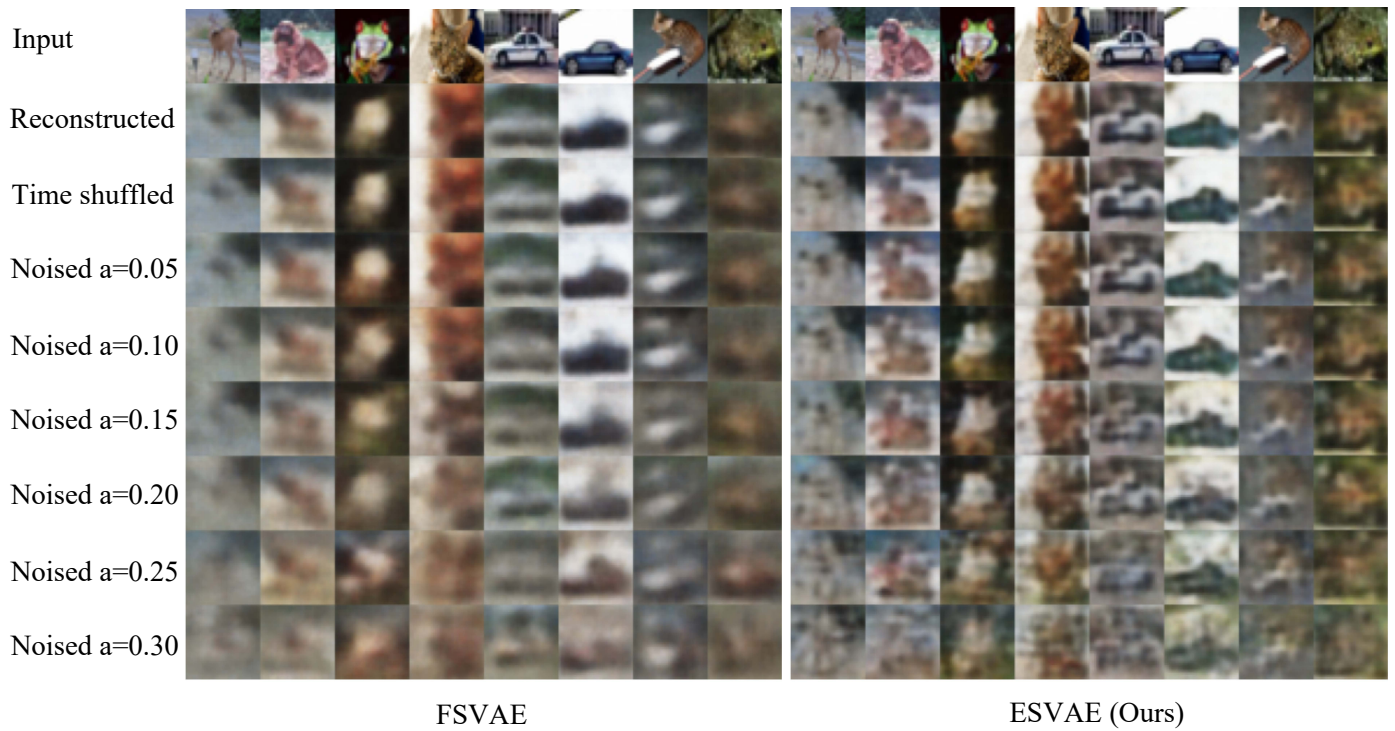 Input
Reconstructed
Time shuffled
Noised a=0.05
Noised a=0.10
Noised a=0.15
Noised a=0.20
Noised a=0.25
Noised a=0.30
FSVAE
ESVAE (Ours)